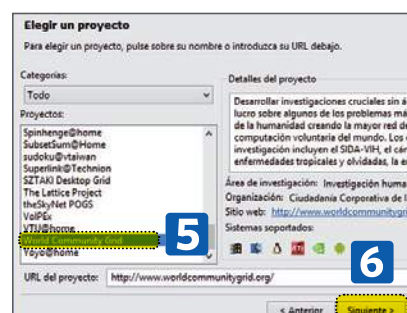 Elegir un proyecto
Para elegir un proyecto, pulse sobre su nombre o introduzca su URL debajo.
Categorías:
Todo
Proyectos:
Spinhenge@home
SubsetSum@Home
sudoku@vtaiwan
Superlink@Technion
SZTAKI Desktop Grid
The Lattice Project
theSkyNet POGS
VolPEx
VTU@home
World Community Grid
Yoyo@home
5
Detalles del proyecto
Desarrollar investigaciones cruciales sin á
lucro sobre algunos de los problemas má
de la humanidad creando la mayor red de
computación voluntaria del mundo. Los
investigación incluyen el SIDA-VIH, el cán
enfermedades tropicales y olvidadas, la e
Área de investigación: Investigación huma
Organización: Ciudadanía Corporativa de I
Sitio web: http://www.worldcommunitygr
Sistemas soportados:
6
URL del proyecto: http://www.worldcommunitygrid.org/
< Anterior Siguiente >